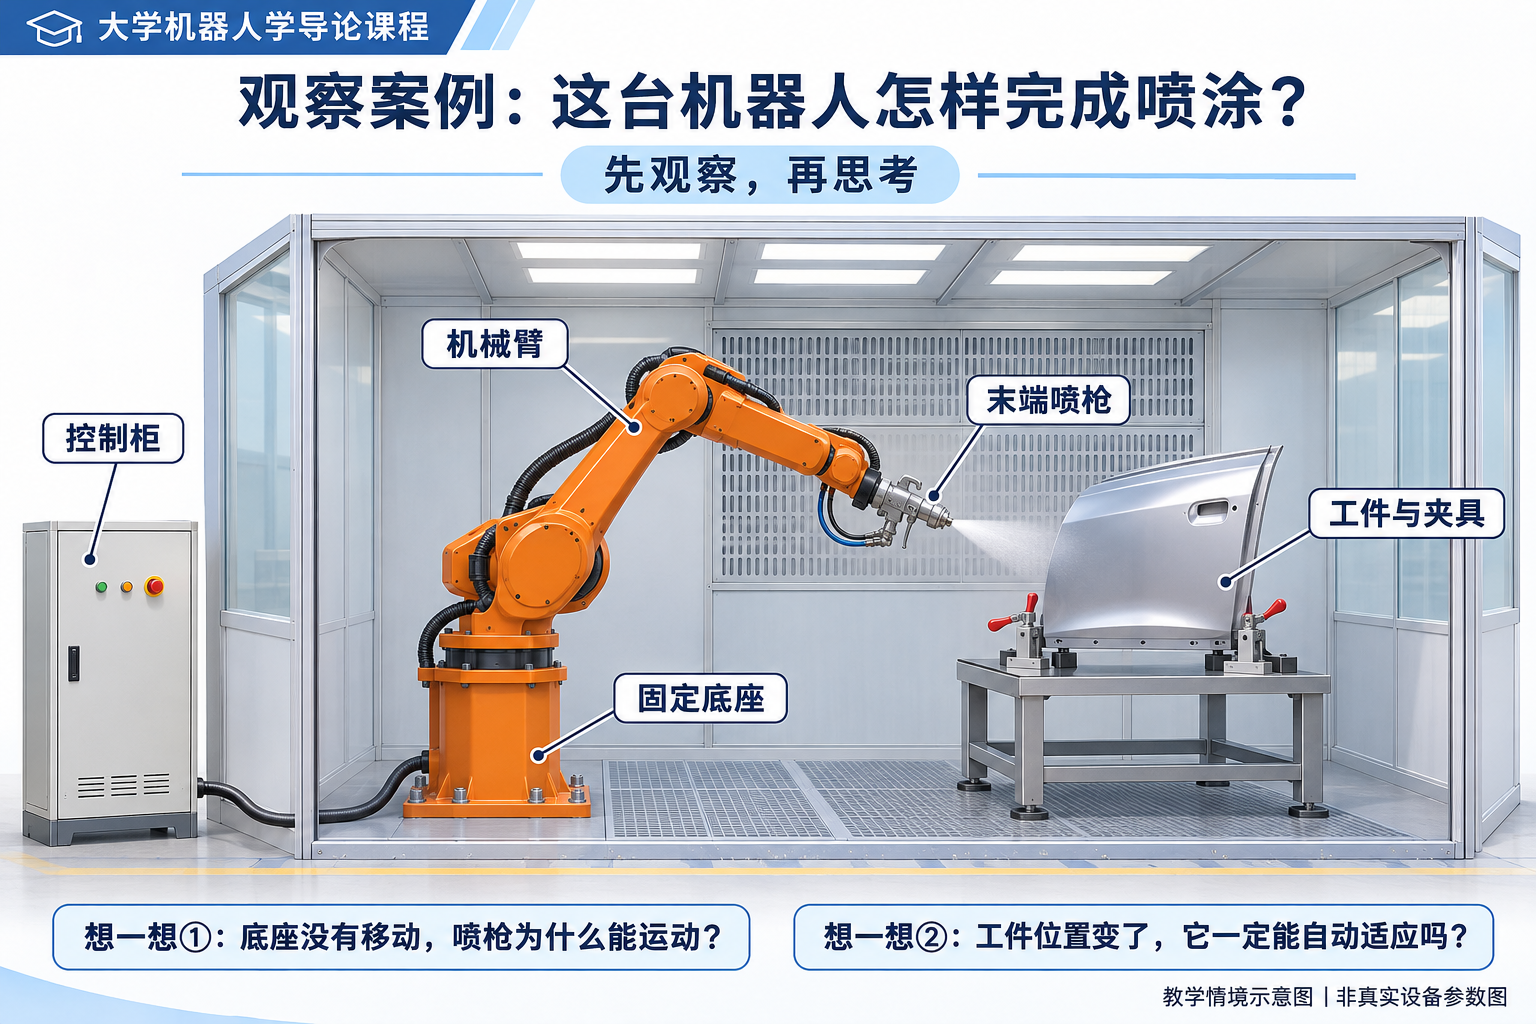 大学机器人学导论课程
观察案例：这台机器人怎样完成喷涂？
先观察，再思考
机械臂
末端喷枪
控制柜
工件与夹具
固定底座
想一想①：底座没有移动，喷枪为什么能运动？
想一想②：工件位置变了，它一定能自动适应吗？
教学情境示意图 | 非真实设备参数图